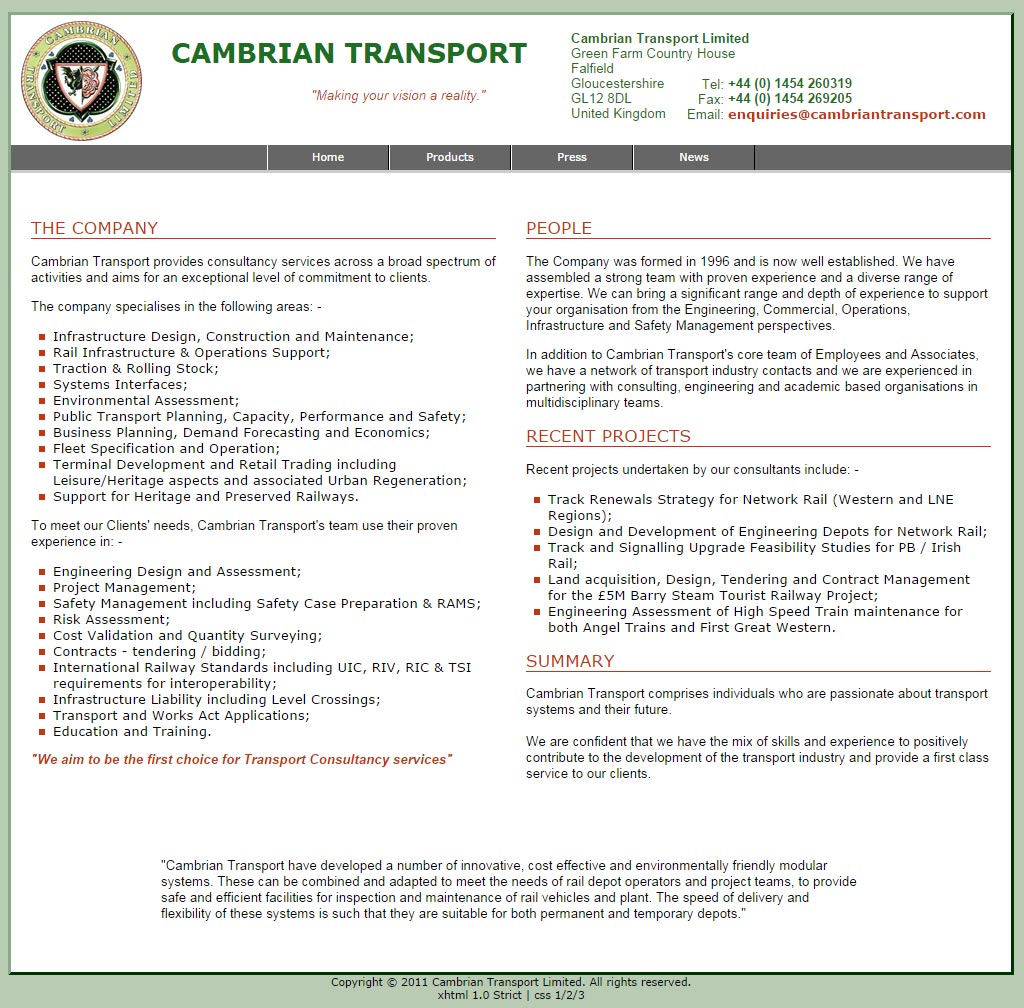 CAMBRIAN
TRANSPORT
LIMITED
CAMBRIAN TRANSPORT
"Making your vision a reality."
Cambrian Transport Limited
Green Farm Country House
Falfield
Gloucestershire
GL12 8DL
United Kingdom
Tel: +44 (0) 1454 260319
Fax: +44 (0) 1454 269205
Email: enquiries@cambriantransport.com
Home Products Press News
THE COMPANY
Cambrian Transport provides consultancy services across a broad spectrum of
activities and aims for an exceptional level of commitment to clients.
The company specialises in the following areas: -
Infrastructure Design, Construction and Maintenance;
Rail Infrastructure & Operations Support;
Traction & Rolling Stock;
Systems Interfaces;
Environmental Assessment;
Public Transport Planning, Capacity, Performance and Safety;
Business Planning, Demand Forecasting and Economics;
Fleet Specification and Operation;
Terminal Development and Retail Trading including
Leisure/Heritage aspects and associated Urban Regeneration;
Support for Heritage and Preserved Railways.
To meet our Clients' needs, Cambrian Transport's team use their proven
experience in: -
Engineering Design and Assessment;
Project Management;
Safety Management including Safety Case Preparation & RAMS;
Risk Assessment;
Cost Validation and Quantity Surveying;
Contracts - tendering / bidding;
International Railway Standards including UIC, RIV, RIC & TSI
requirements for interoperability;
Infrastructure Liability including Level Crossings;
Transport and Works Act Applications;
Education and Training.
"We aim to be the first choice for Transport Consultancy services"
PEOPLE
The Company was formed in 1996 and is now well established. We have
assembled a strong team with proven experience and a diverse range of
expertise. We can bring a significant range and depth of experience to support
your organisation from the Engineering, Commercial, Operations,
Infrastructure and Safety Management perspectives.
In addition to Cambrian Transport's core team of Employees and Associates,
we have a network of transport industry contacts and we are experienced in
partnering with consulting, engineering and academic based organisations in
multidisciplinary teams.
RECENT PROJECTS
Recent projects undertaken by our consultants include: -
Track Renewals Strategy for Network Rail (Western and LNE
Regions);
Design and Development of Engineering Depots for Network Rail;
Track and Signalling Upgrade Feasibility Studies for PB / Irish
Rail;
Land acquisition, Design, Tendering and Contract Management
for the £5M Barry Steam Tourist Railway Project;
Engineering Assessment of High Speed Train maintenance for
both Angel Trains and First Great Western.
SUMMARY
Cambrian Transport comprises individuals who are passionate about transport
systems and their future.
We are confident that we have the mix of skills and experience to positively
contribute to the development of the transport industry and provide a first class
service to our clients.
"Cambrian Transport have developed a number of innovative, cost effective and environmentally friendly modular
systems. These can be combined and adapted to meet the needs of rail depot operators and project teams, to provide
safe and efficient facilities for inspection and maintenance of rail vehicles and plant. The speed of delivery and
flexibility of these systems is such that they are suitable for both permanent and temporary depots."
Copyright © 2011 Cambrian Transport Limited. All rights reserved.
xhtml 1.0 Strict | css 1/2/3